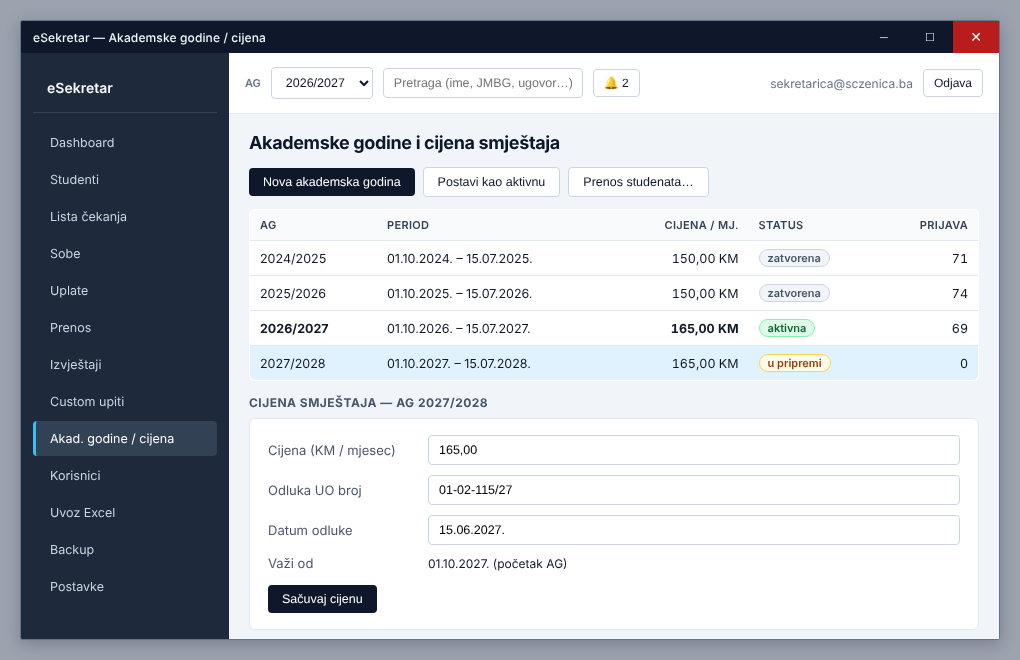 eSekretar — Akademske godine / cijena
eSekretar
Dashboard
Studenti
Lista čekanja
Sobe
Uplate
Prenos
Izvještaji
Custom upiti
Akad. godine / cijena
Korisnici
Uvoz Excel
Backup
Postavke
AG 2026/2027 Pretraga (ime, JMBG, ugovor…) 🔔 2 sekretarica@sczenica.ba Odjava
Akademske godine i cijena smještaja
Nova akademska godina Postavi kao aktivnu Prenos studenata…
AG PERIOD CIJENA / MJ. STATUS PRIJAVA
2024/2025 01.10.2024. – 15.07.2025. 150,00 KM zatvorena 71
2025/2026 01.10.2025. – 15.07.2026. 150,00 KM zatvorena 74
2026/2027 01.10.2026. – 15.07.2027. 165,00 KM aktivna 69
2027/2028 01.10.2027. – 15.07.2028. 165,00 KM u pripremi 0
CIJENA SMJEŠTAJA — AG 2027/2028
Cijena (KM / mjesec) 165,00
Odluka UO broj 01-02-115/27
Datum odluke 15.06.2027.
Važi od 01.10.2027. (početak AG)
Sačuvaj cijenu